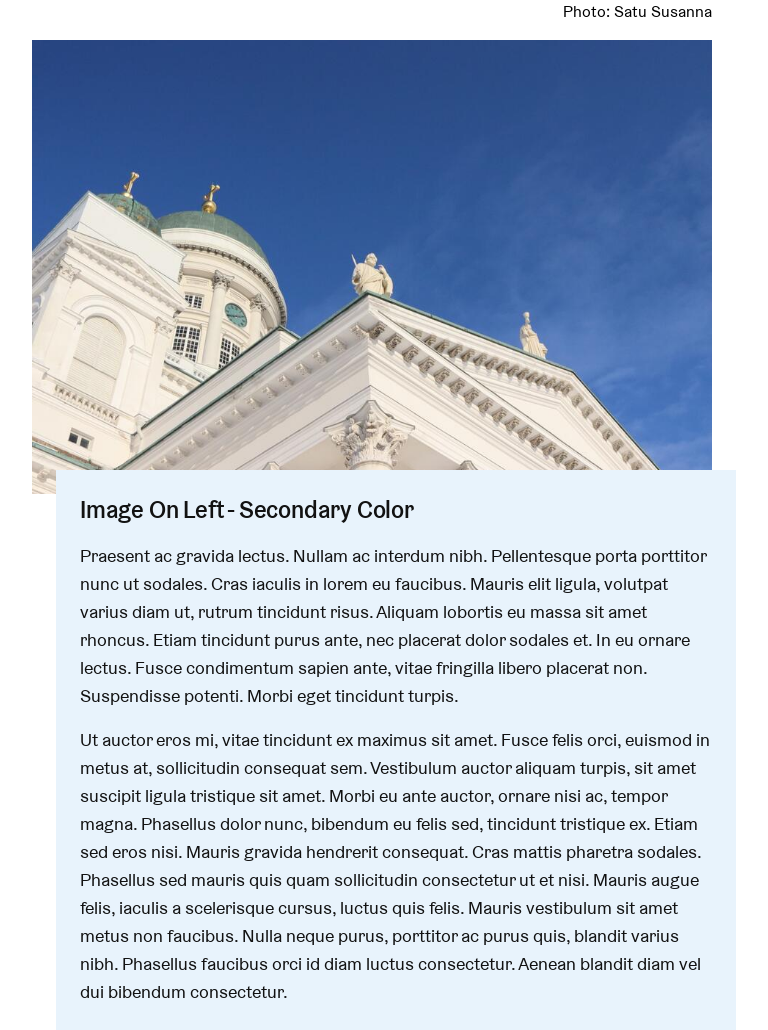 Photo: Satu Susanna
Image On Left - Secondary Color
Praesent ac gravida lectus. Nullam ac interdum nibh. Pellentesque porta porttitor
nunc ut sodales. Cras iaculis in lorem eu faucibus. Mauris elit ligula, volutpat
varius diam ut, rutrum tincidunt risus. Aliquam lobortis eu massa sit amet
rhoncus. Etiam tincidunt purus ante, nec placerat dolor sodales et. In eu ornare
lectus. Fusce condimentum sapien ante, vitae fringilla libero placerat non.
Suspendisse potenti. Morbi eget tincidunt turpis.
Ut auctor eros mi, vitae tincidunt ex maximus sit amet. Fusce felis orci, euismod in
metus at, sollicitudin consequat sem. Vestibulum auctor aliquam turpis, sit amet
suscipit ligula tristique sit amet. Morbi eu ante auctor, ornare nisi ac, tempor
magna. Phasellus dolor nunc, bibendum eu felis sed, tincidunt tristique ex. Etiam
sed eros nisi. Mauris gravida hendrerit consequat. Cras mattis pharetra sodales.
Phasellus sed mauris quis quam sollicitudin consectetur ut et nisi. Mauris augue
felis, iaculis a scelerisque cursus, luctus quis felis. Mauris vestibulum sit amet
metus non faucibus. Nulla neque purus, porttitor ac purus quis, blandit varius
nibh. Phasellus faucibus orci id diam luctus consectetur. Aenean blandit diam vel
dui bibendum consectetur.